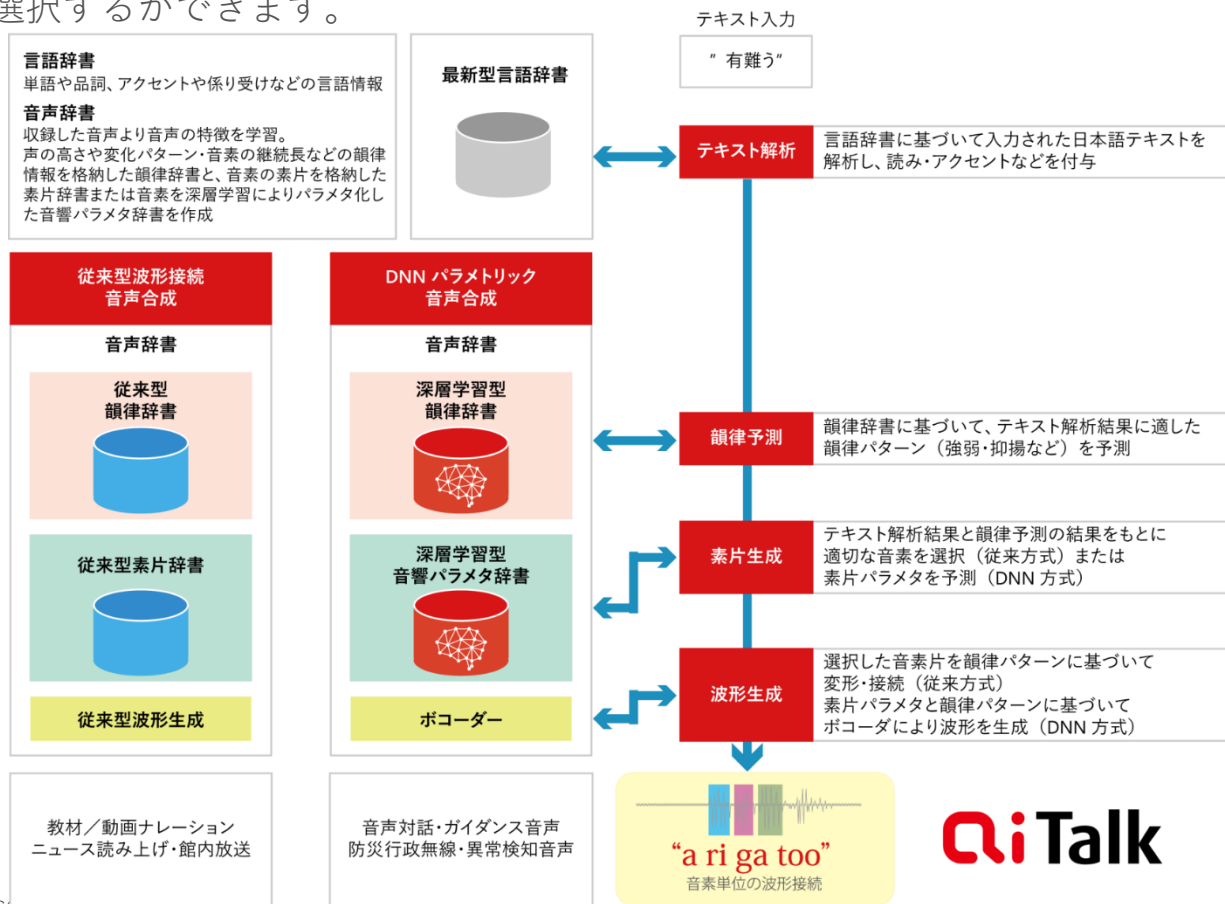 選択するができます。
テキスト入力
" 有難う"
言語辞書
単語や品詞、アクセントや係り受けなどの言語情報
音声辞書
収録した音声より音声の特徴を学習。
声の高さや変化パターン・音素の継続長などの韻律
情報を格納した韻律辞書と、音素の素片を格納した
素片辞書または音素を深層学習によりパラメタ化し
た音響パラメタ辞書を作成
最新型言語辞書
テキスト解析
言語辞書に基づいて入力された日本語テキストを
解析し、読み・アクセントなどを付与
従来型波形接続
音声合成
音声辞書
従来型
韻律辞書
従来型素片辞書
従来型波形生成
DNN パラメトリック
音声合成
音声辞書
深層学習型
韻律辞書
深層学習型
音響パラメタ辞書
ボコーダー
韻律予測
韻律辞書に基づいて、テキスト解析結果に適した
韻律パターン（強弱・抑揚など）を予測
素片生成
テキスト解析結果と韻律予測の結果をもとに
適切な音素を選択（従来方式）または
素片パラメタを予測（DNN 方式）
波形生成
選択した音素片を韻律パターンに基づいて
変形・接続（従来方式）
素片パラメタと韻律パターンに基づいて
ボコーダにより波形を生成（DNN 方式）
教材／動画ナレーション
ニュース読み上げ・館内放送
音声対話・ガイダンス音声
防災行政無線・異常検知音声
“a ri ga too”
音素単位の波形接続
AiTalk